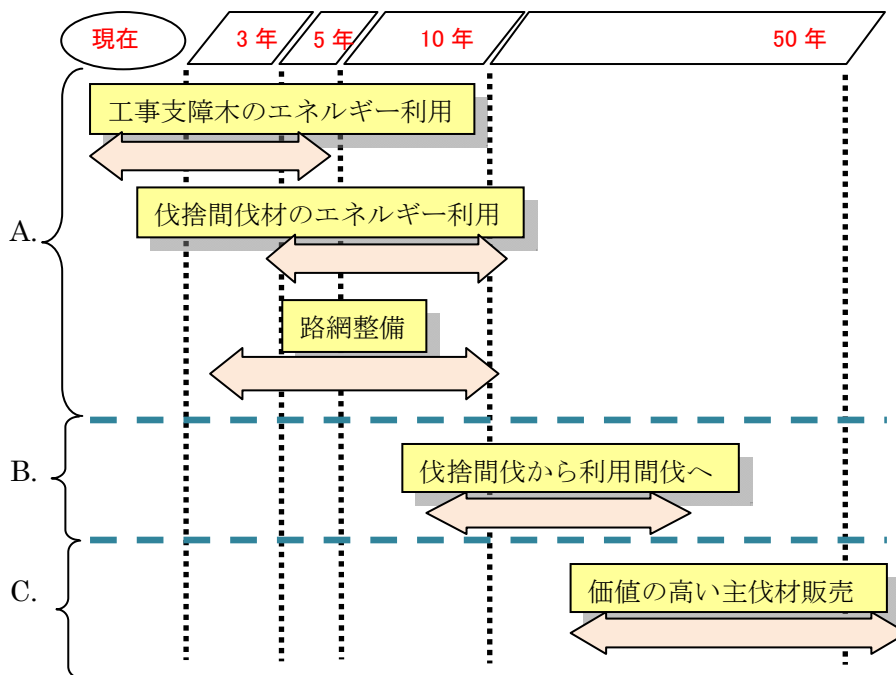 現在
3 年
5 年
10 年
50 年
A.
工事支障木のエネルギー利用
伐捨間伐材のエネルギー利用
路網整備
B.
伐捨間伐から利用間伐へ
C.
価値の高い主伐材販売